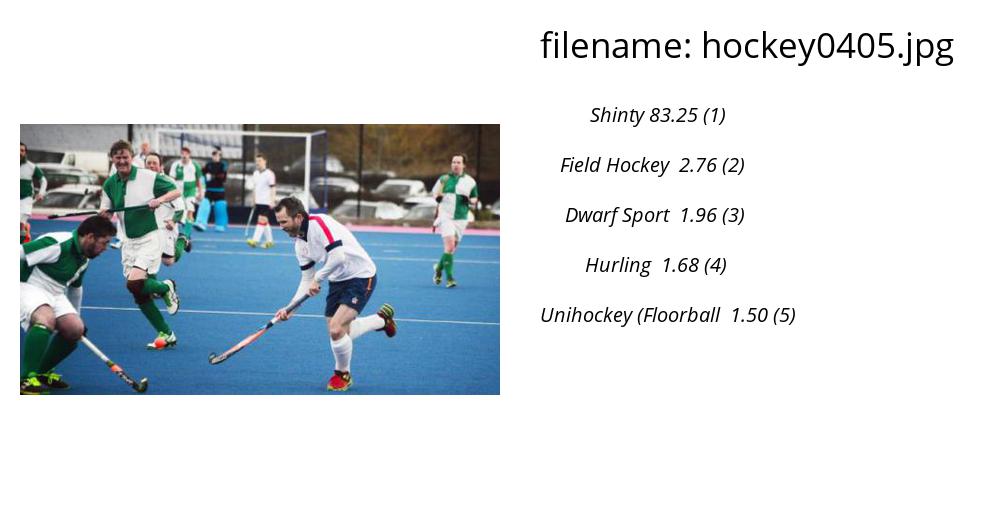 filename: hockey0405.jpg
Shinty 83.25 (1)
Field Hockey 2.76 (2)
Dwarf Sport 1.96 (3)
Hurling 1.68 (4)
Unihockey (Floorball 1.50 (5)